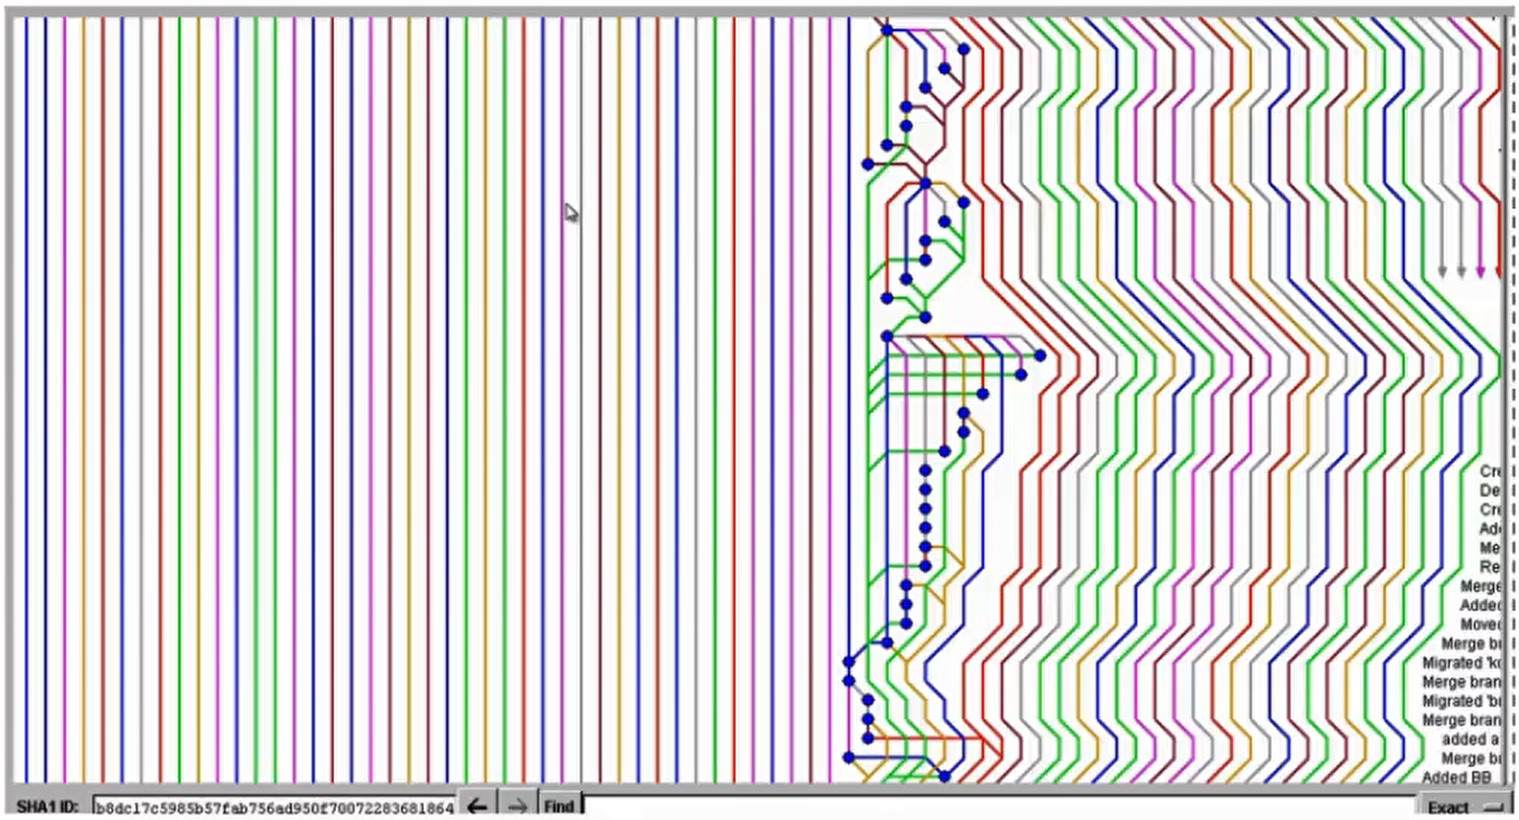 Cre
De
Cre
Ad
Me
Re
Merge
Added
Moved
Merge b
Migrated 'k
Merge bran
Migrated 'b
Merge bran
added a
Merge b
Added BB
SHA1 ID: b8dc17c5985b57fab756ad950f70072283681864 Find Exact